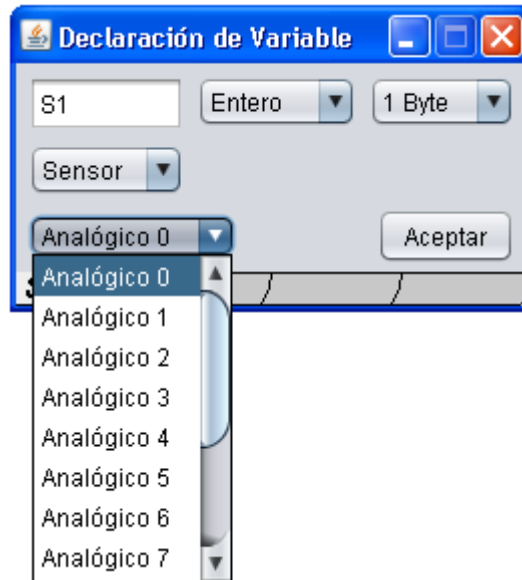 Declaración de Variable
S1 Entero 1 Byte
Sensor
Analógico 0 Aceptar
Analógico 0
Analógico 1
Analógico 2
Analógico 3
Analógico 4
Analógico 5
Analógico 6
Analógico 7